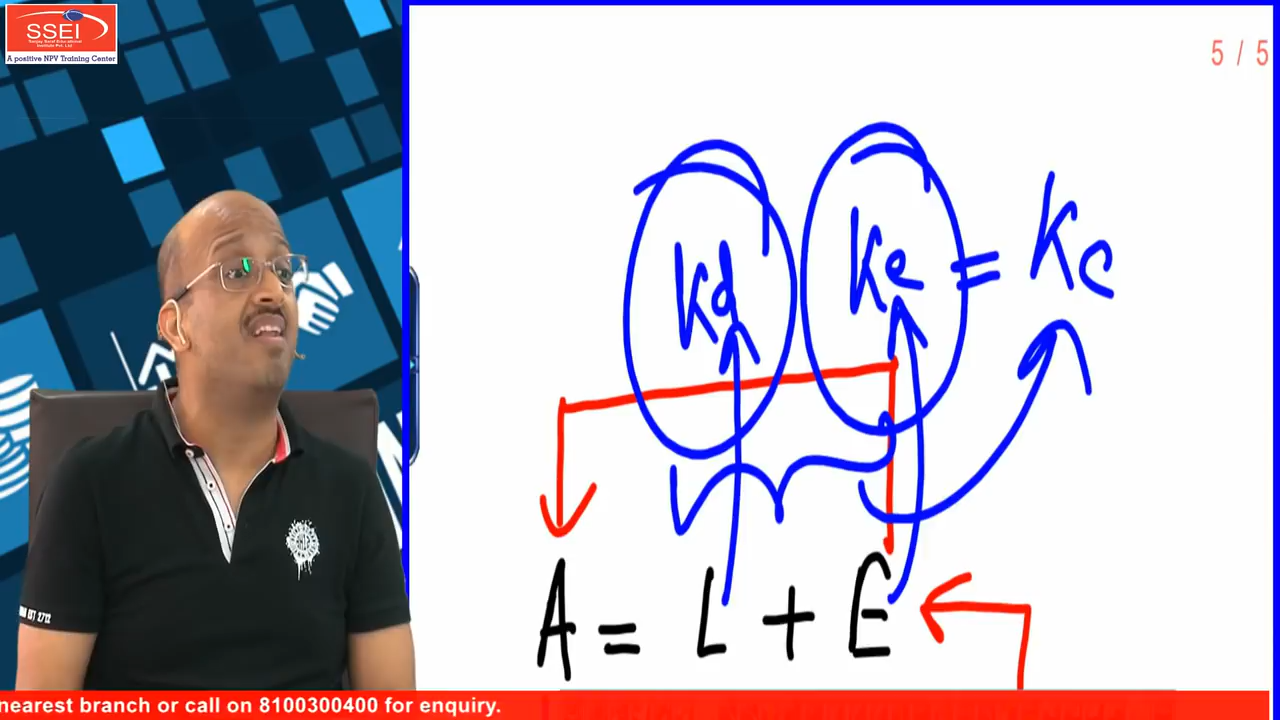 SSEI
A positive NPV Training Center
5 / 5
kd ke = kc
A = L + E
nearest branch or call on 8100300400 for enquiry.